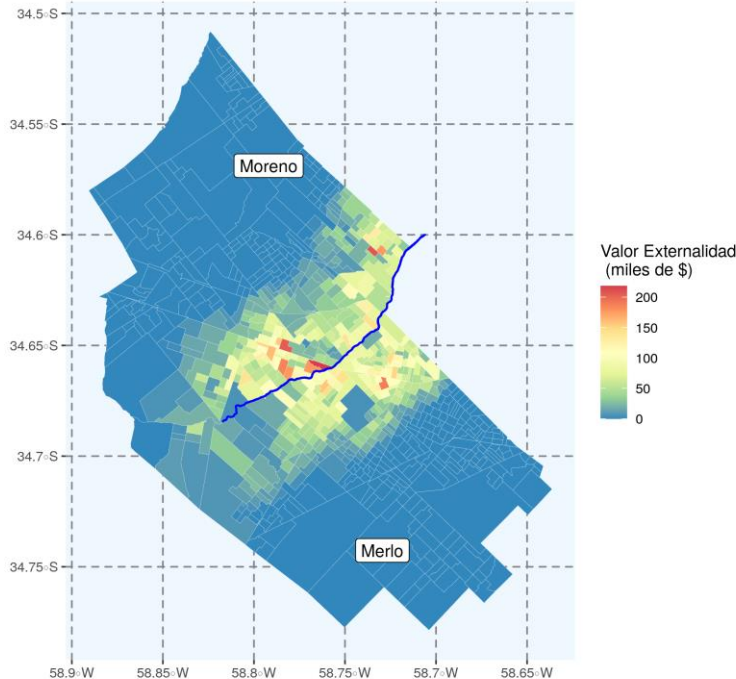 34.5°S
34.55°S
34.6°S
34.65°S
34.7°S
34.75°S
58.9°W
58.85°W
58.8°W
58.75°W
58.7°W
58.65°W
Moreno
Merlo
Valor Externalidad
(miles de $)
200
150
100
50
0